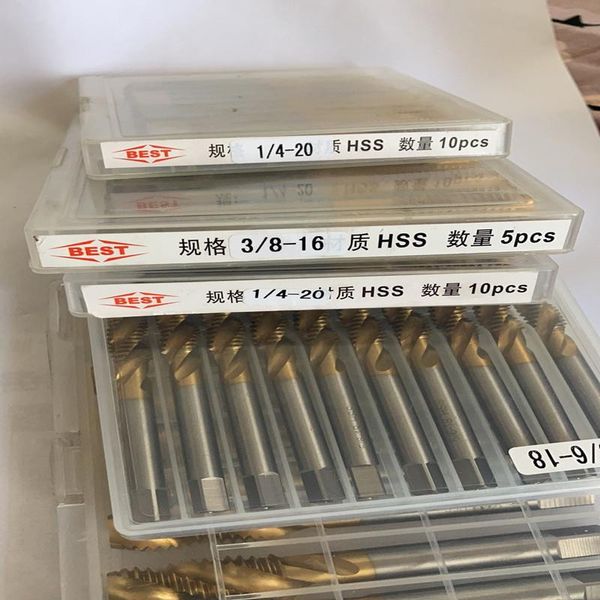 BEST 规格 1/4-20 质 HSS 数量 10pcs
BEST 规格 3/8-16 质 HSS 数量 5pcs
BEST 规格 1/4-20 质 HSS 数量 10pcs
/6-18